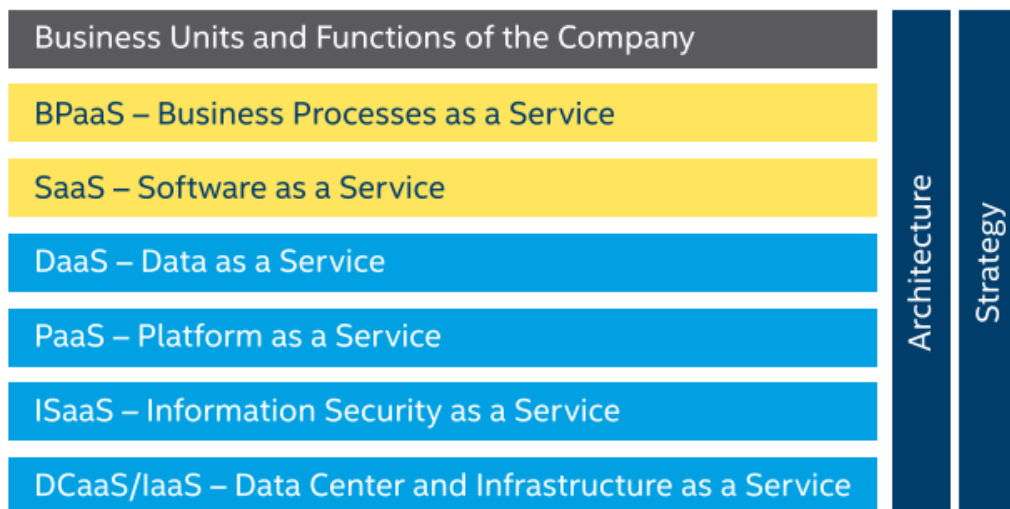 Business Units and Functions of the Company
BPaaS – Business Processes as a Service
SaaS – Software as a Service
DaaS – Data as a Service
PaaS – Platform as a Service
ISaaS – Information Security as a Service
DCaaS/IaaS – Data Center and Infrastructure as a Service
Architecture
Strategy